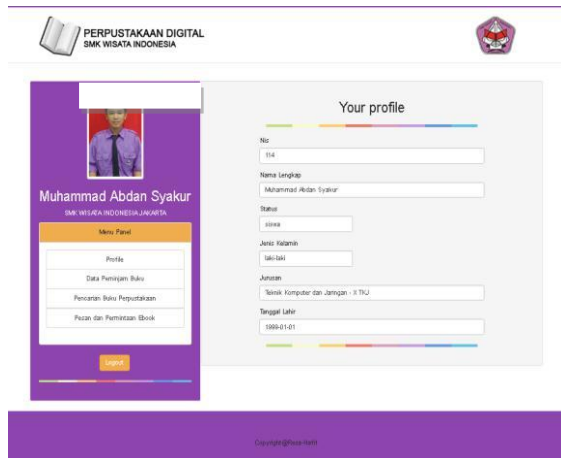 PERPUSTAKAAN DIGITAL
SMK WISATA INDONESIA
Muhammad Abdan Syakur
SMK WISATA INDONESIA JAKARTA
Menu Panel
Profile
Data Peminjam Buku
Pencarian Buku Perpustakaan
Pezan dan Permintaan Ebook
Logout
Your profile
Nis
114
Nama Lengkap
Muhammad Abdan Syakur
Status
siswa
Jenis Kelamin
laki-laki
Jurusan
Teknik Komputer dan Jaringan - X TKJ
Tanggal Lahir
1999-01-01